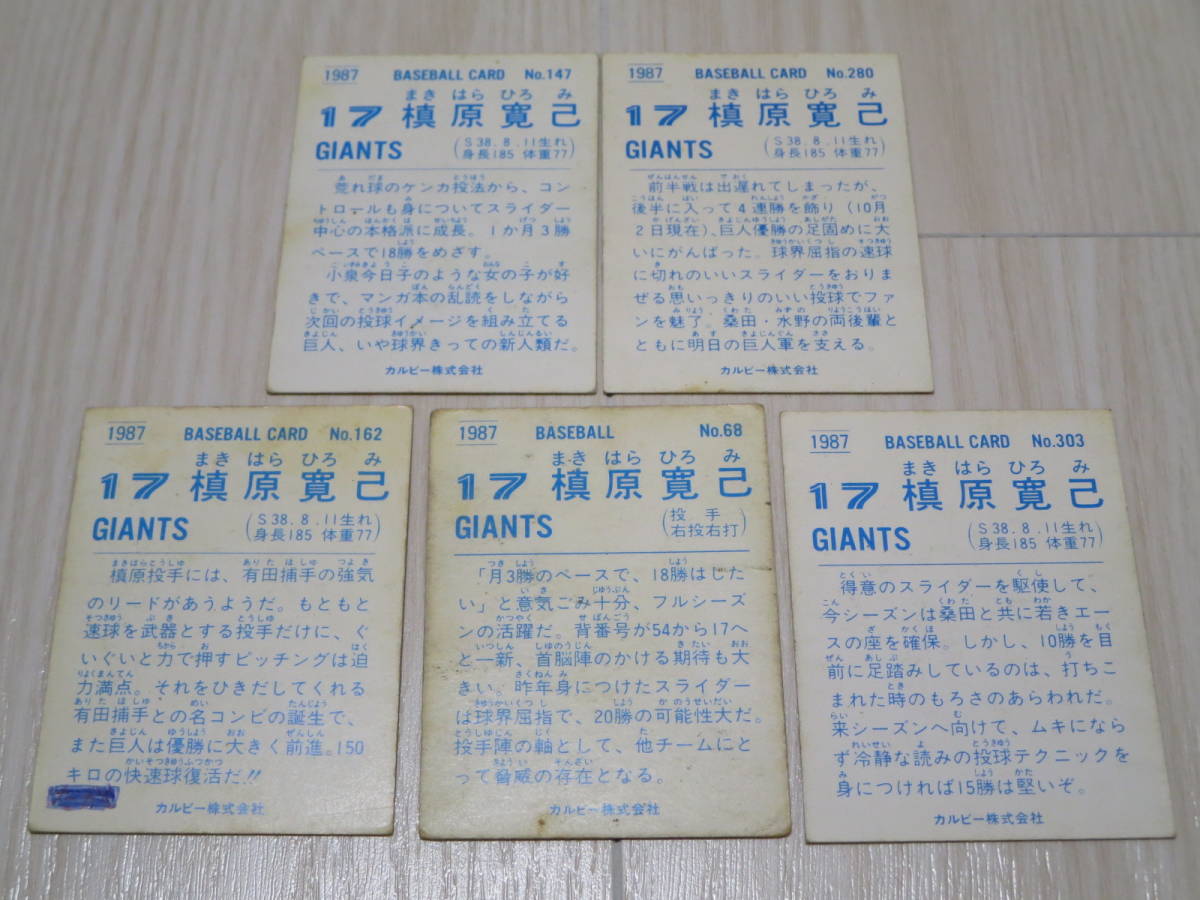 1987 BASEBALL CARD No.147
まき はら ひろ み
17 槙原寛己
GIANTS (S38.8.11生れ 身長185 体重77)
荒れ球のケンカ投法から、コン
トロールも身についてスライダー
中心の本格派に成長。1か月3勝
ペースで18勝をめざす。
小泉今日子のような女の子が好
きで、マンガ本の乱読をしながら
次回の投球イメージを組み立てる
巨人、いや球界きっての新人類だ。
カルビー株式会社
1987 BASEBALL CARD No.280
まき はら ひろ み
17 槙原寛己
GIANTS (S38.8.11生れ 身長185 体重77)
前半戦は出遅れてしまったが、
後半に入って4連勝を飾り(10月
2日現在)、巨人優勝の足固めに大
いにがんばった。球界屈指の速球
に切れのいいスライダーをおりま
ぜる思いっきりのいい投球でファ
ンを魅了。桑田・水野の両後輩と
ともに明日の巨人軍を支える。
カルビー株式会社
1987 BASEBALL CARD No.162
まき はら ひろ み
17 槙原寛己
GIANTS (S38.8.11生れ 身長185 体重77)
槙原投手には、有田捕手の強気
のリードがあうようだ。もともと
速球を武器とする投手だけに、ぐ
いぐいと力で押すピッチングは迫
力満点。それをひきだしてくれる
有田捕手との名コンビの誕生で、
また巨人は優勝に大きく前進。150
キロの快速球復活だ!!
カルビー株式会社
1987 BASEBALL No.68
まき はら ひろ み
17 槙原寛己
GIANTS (投手 右投右打)
「月3勝のペースで、18勝はじた
い」と意気ごみ十分、フルシーズ
ンの活躍だ。背番号が54から17へ
と一新、首脳陣のかける期待も大
きい。昨年身につけたスライダー
は球界屈指で、20勝の可能性大だ。
投手陣の軸として、他チームにと
って脅威の存在となる。
カルビー株式会社
1987 BASEBALL CARD No.303
まき はら ひろ み
17 槙原寛己
GIANTS (S38.8.11生れ 身長185 体重77)
得意のスライダーを駆使して、
今シーズンは桑田と共に若きエー
スの座を確保。しかし、10勝を目
前に足踏みしているのは、打ちこ
まれた時のもろさのあらわれだ。
来シーズンへ向けて、ムキになら
ず冷静な読みの投球テクニックを
身につければ15勝は堅いぞ。
カルビー株式会社